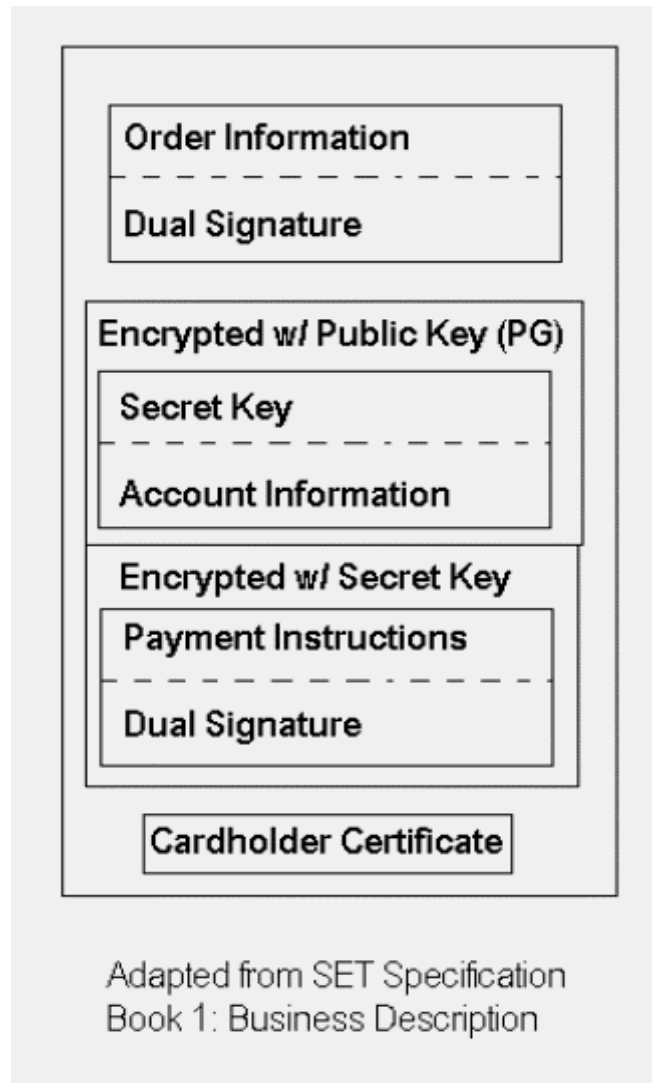 Order Information
Dual Signature
Encrypted w/ Public Key (PG)
Secret Key
Account Information
Encrypted w/ Secret Key
Payment Instructions
Dual Signature
Cardholder Certificate
Adapted from SET Specification
Book 1: Business Description